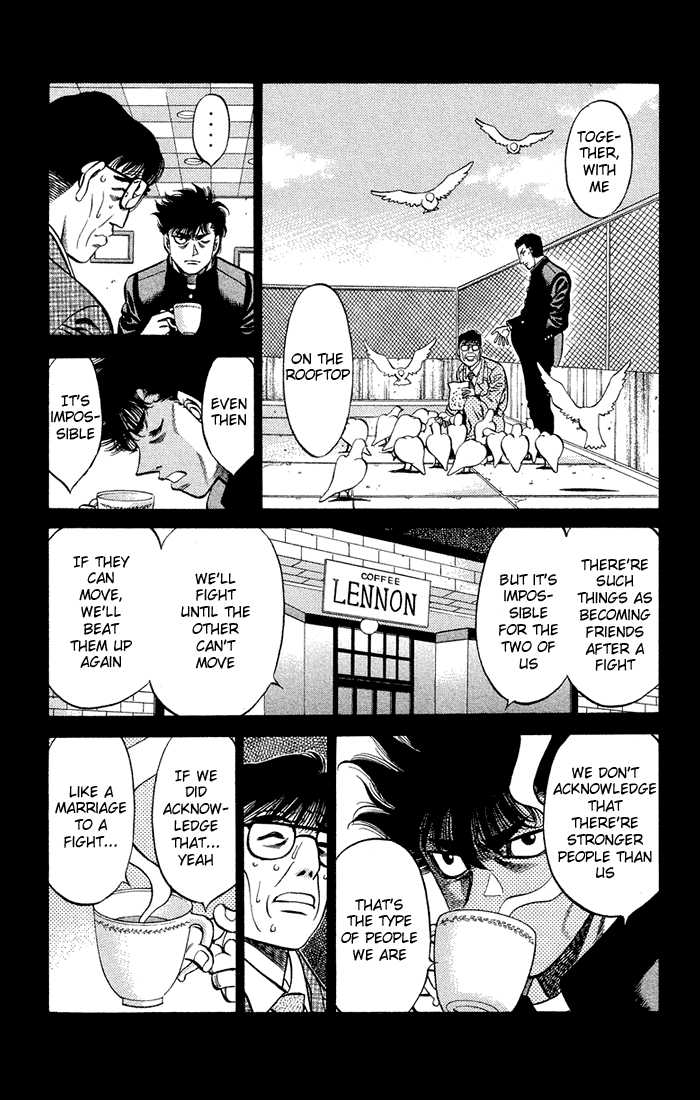 TOGE-
THER,
WITH
ME
ON THE
ROOFTOP
. . . .
EVEN
THEN
IT'S
IMPOS-
SIBLE
THERE'RE
SUCH
THINGS AS
BECOMING
FRIENDS
AFTER A
FIGHT
BUT IT'S
IMPOS-
SIBLE
FOR THE
TWO OF
US
COFFEE
LENNON
WE'LL
FIGHT
UNTIL THE
OTHER
CAN'T
MOVE
IF THEY
CAN
MOVE,
WE'LL
BEAT
THEM UP
AGAIN
WE DON'T
ACKNOWLEDGE
THAT
THERE'RE
STRONGER
PEOPLE THAN
US
THAT'S
THE TYPE
OF PEOPLE
WE ARE
IF WE
DID
ACKNOW-
LEDGE
THAT...
YEAH
LIKE A
MARRIAGE
TO A
FIGHT...